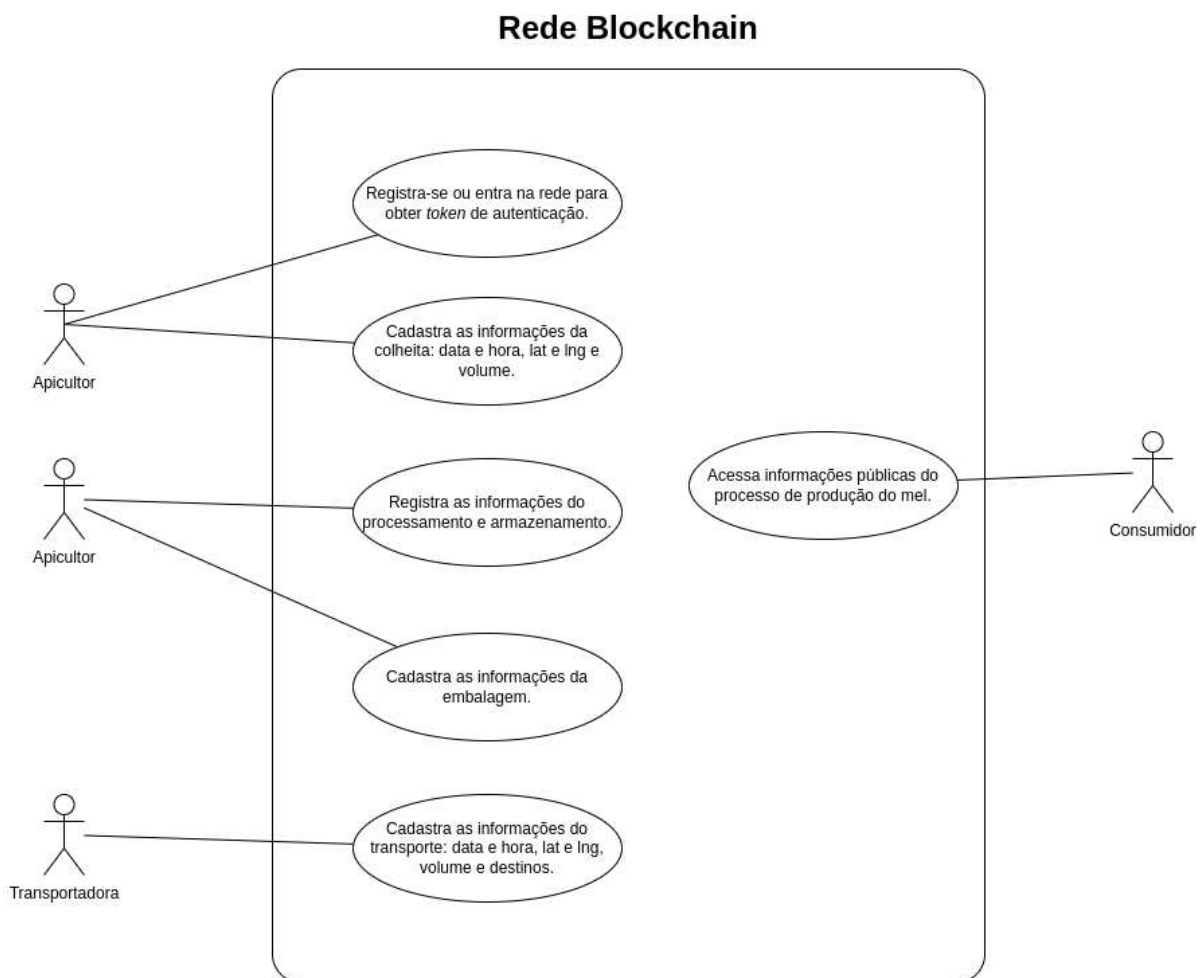 Rede Blockchain
Registra-se ou entra na rede para
obter token de autenticação.
Cadastra as informações da
colheita: data e hora, lat e lng e
volume.
Apicultor
Registra as informações do
processamento e armazenamento.
Apicultor
Acessa informações públicas do
processo de produção do mel.
Consumidor
Cadastra as informações da
embalagem.
Cadastra as informações do
transporte: data e hora, lat e lng,
volume e destinos.
Transportadora